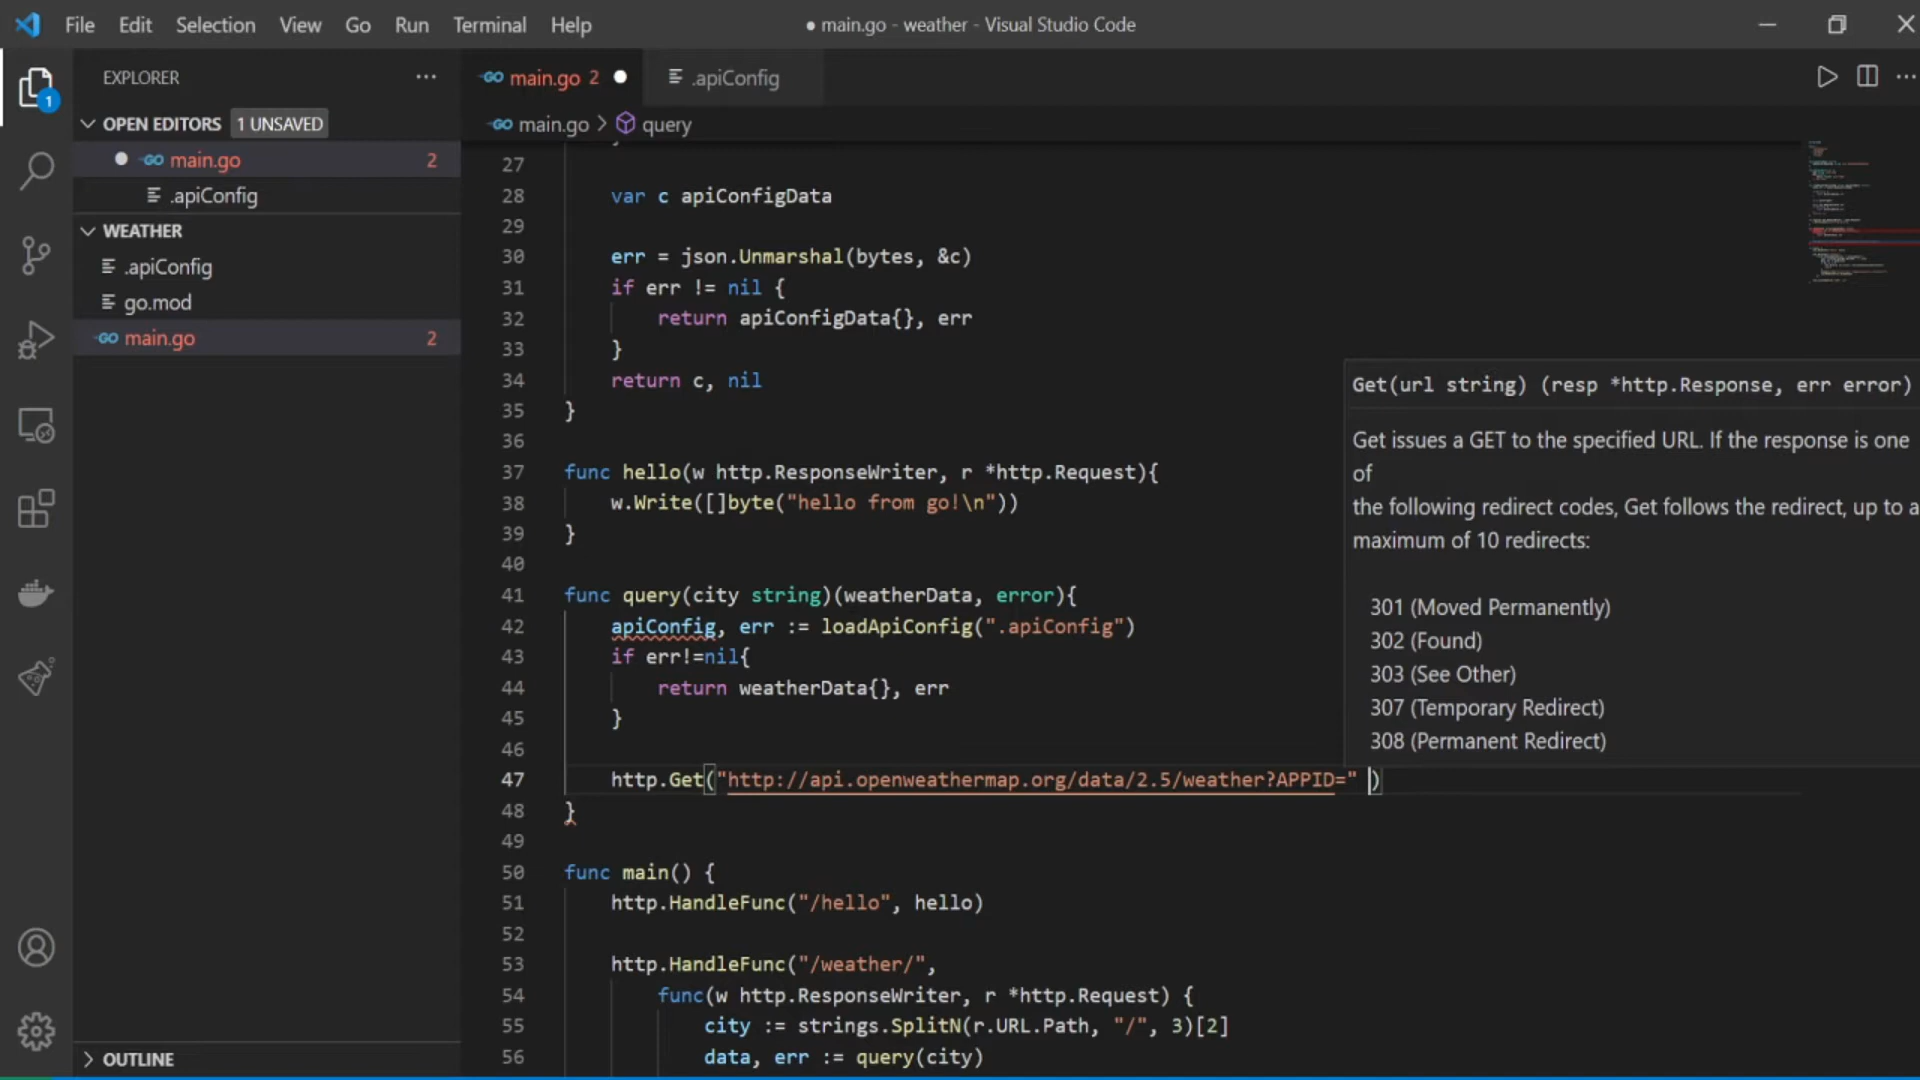 File Edit Selection View Go Run Terminal Help
● main.go - weather - Visual Studio Code
EXPLORER
1
OPEN EDITORS 1 UNSAVED
main.go 2
.apiConfig
WEATHER
.apiConfig
go.mod
main.go 2
OUTLINE
main.go 2
.apiConfig
main.go > query
27
28 var c apiConfigData
29
30 err = json.Unmarshal(bytes, &c)
31 if err != nil {
32 return apiConfigData{}, err
33 }
34 return c, nil
35 }
36
37 func hello(w http.ResponseWriter, r *http.Request){
38 w.Write([]byte("hello from go!\n"))
39 }
40
41 func query(city string)(weatherData, error){
42 apiConfig, err := loadApiConfig(".apiConfig")
43 if err!=nil{
44 return weatherData{}, err
45 }
46
47 http.Get("http://api.openweathermap.org/data/2.5/weather?APPID=" )
48 }
49
50 func main() {
51 http.HandleFunc("/hello", hello)
52
53 http.HandleFunc("/weather/",
54 func(w http.ResponseWriter, r *http.Request) {
55 city := strings.SplitN(r.URL.Path, "/", 3)[2]
56 data, err := query(city)
Get(url string) (resp *http.Response, err error)
Get issues a GET to the specified URL. If the response is one
of
the following redirect codes, Get follows the redirect, up to a
maximum of 10 redirects:
301 (Moved Permanently)
302 (Found)
303 (See Other)
307 (Temporary Redirect)
308 (Permanent Redirect)